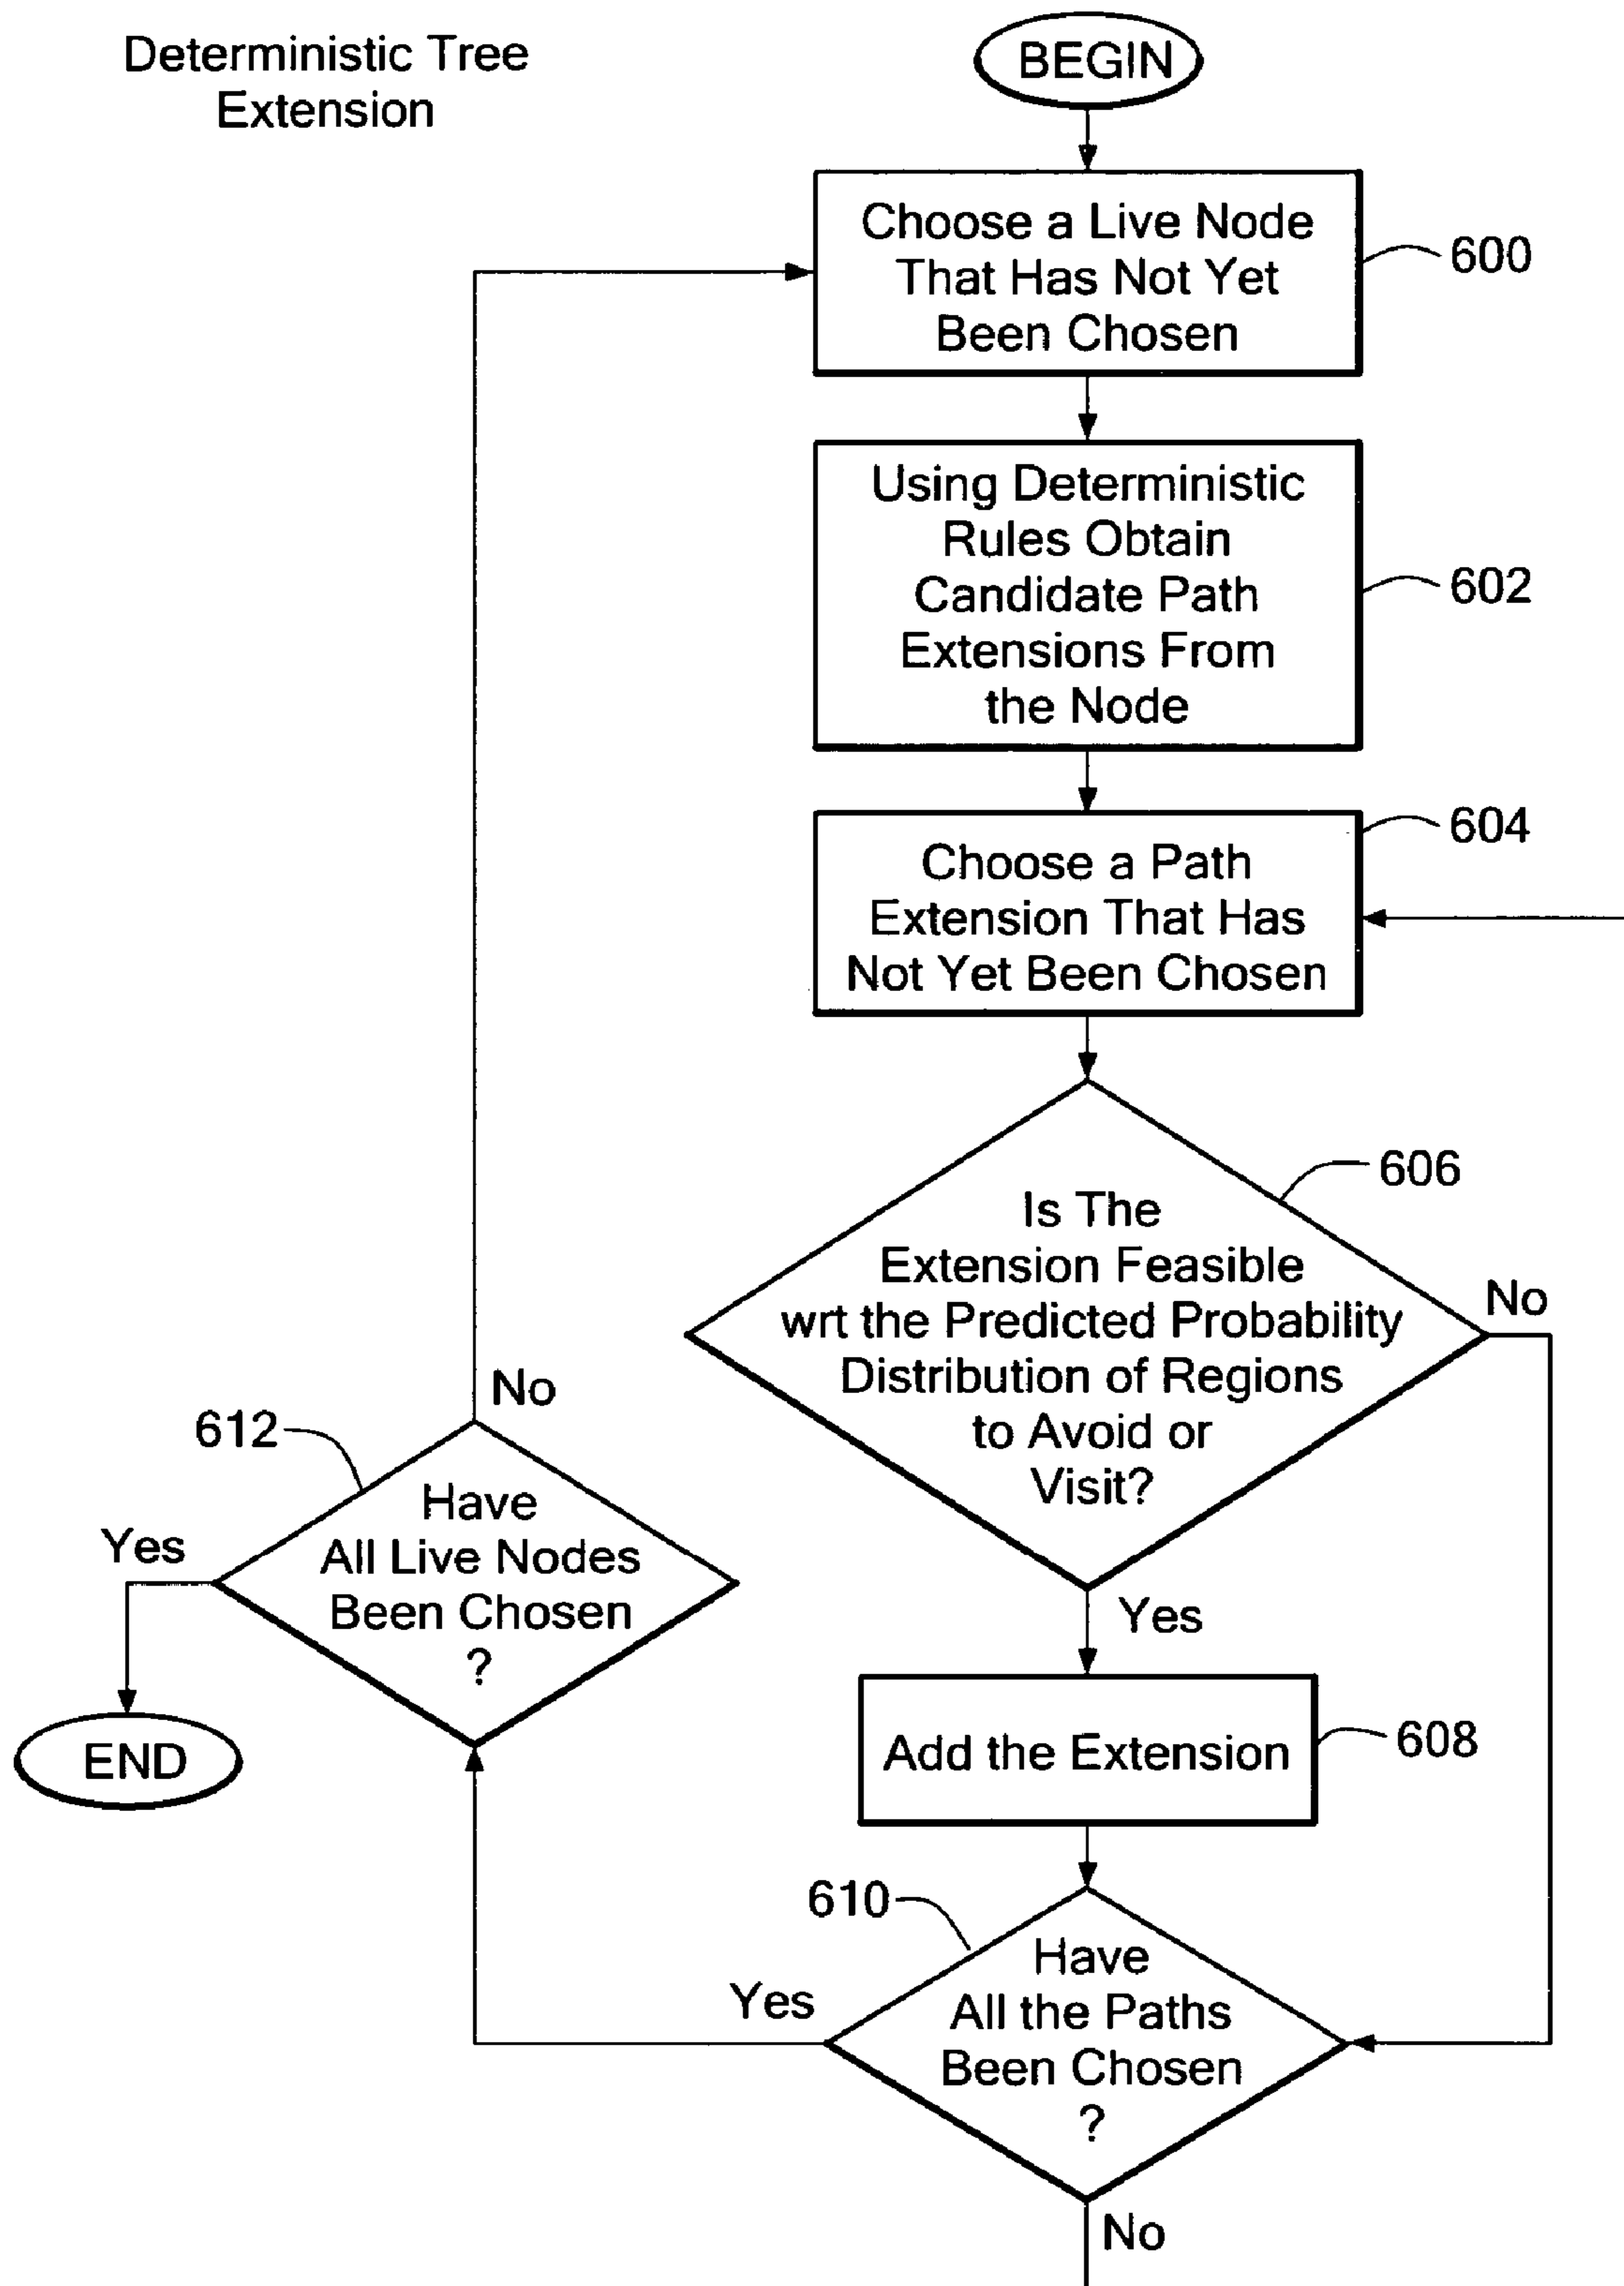 Deterministic Tree
Extension
BEGIN
Choose a Live Node
That Has Not Yet
Been Chosen
600
Using Deterministic
Rules Obtain
Candidate Path
Extensions From
the Node
602
604
Choose a Path
Extension That Has
Not Yet Been Chosen
606
Is The
Extension Feasible
wrt the Predicted Probability
Distribution of Regions
to Avoid or
Visit?
No
Yes
No
612
Have
All Live Nodes
Been Chosen
?
Yes
END
Add the Extension
608
610
Have
All the Paths
Been Chosen
?
Yes
No